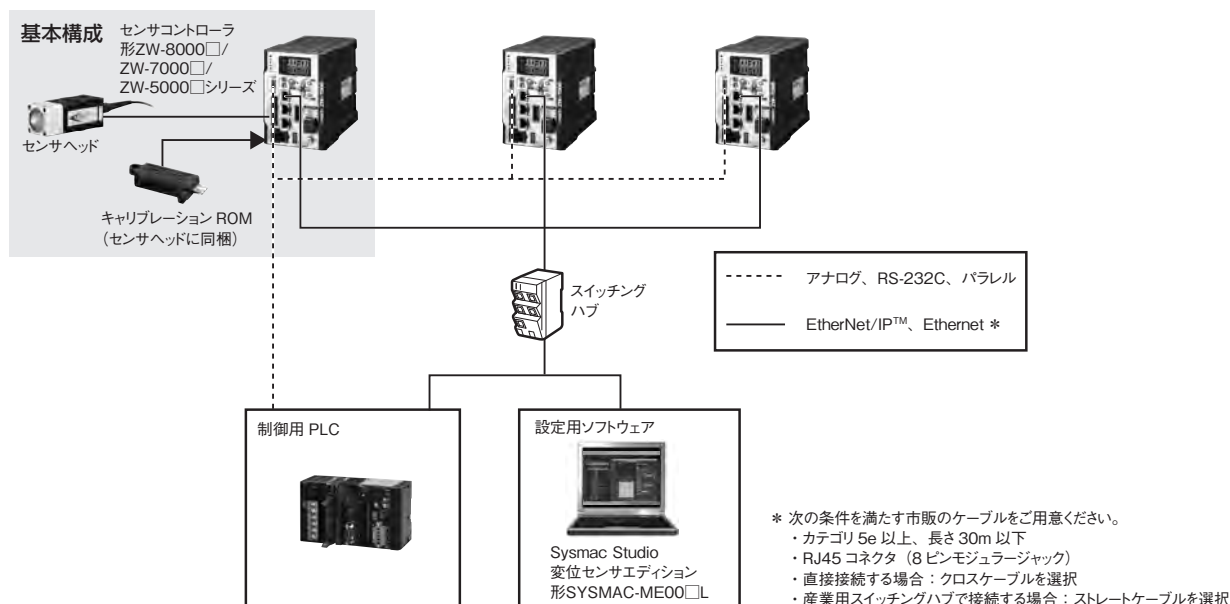 基本構成
センサコントローラ
形ZW-8000□/
ZW-7000□/
ZW-5000□シリーズ
センサヘッド
キャリブレーション ROM
（センサヘッドに同梱）
スイッチング
ハブ
アナログ、RS-232C、パラレル
EtherNet/IP™、Ethernet ＊
制御用 PLC
設定用ソフトウェア
Sysmac Studio
変位センサエディション
形SYSMAC-ME00□L
＊ 次の条件を満たす市販のケーブルをご用意ください。
・カテゴリ 5e 以上、長さ 30m 以下
・RJ45 コネクタ（8 ピンモジュラージャック）
・直接接続する場合：クロスケーブルを選択
・産業用スイッチングハブで接続する場合：ストレートケーブルを選択